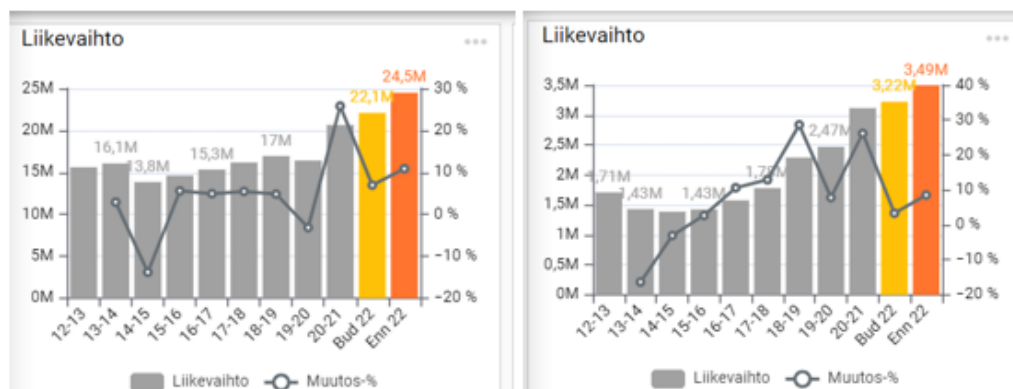 Liikevaihto
24,5M
25M
30 %
22,1M
20M
20 %
16,1M
13,8M
15,3M
17M
15M
10 %
10M
0 %
5M
-10 %
0M
-20 %
12-13
13-14
14-15
15-16
16-17
17-18
18-19
19-20
20-21
Bud 22
Enn 22
Liikevaihto
Muutos-%
Liikevaihto
3,49M
3,5M
40 %
3,22M
3M
30 %
2,5M
2,47M
20 %
2M
1,71M
1,43M
1,43M
10 %
1,5M
1M
0 %
0,5M
-10 %
0M
-20 %
12-13
13-14
14-15
15-16
16-17
17-18
18-19
19-20
20-21
Bud 22
Enn 22
Liikevaihto
Muutos-%